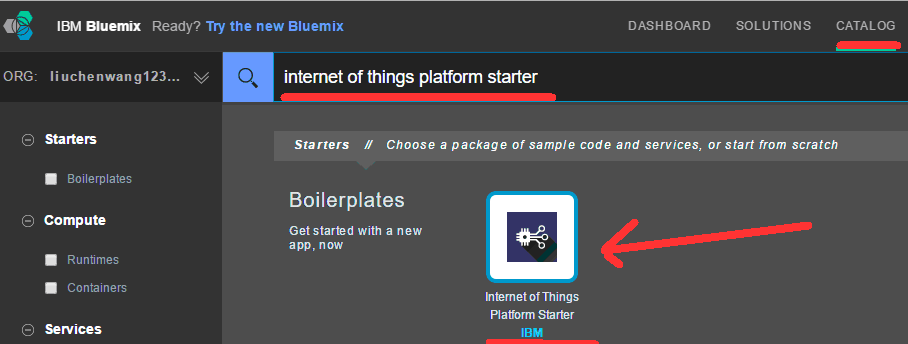 IBM Bluemix Ready? Try the new Bluemix DASHBOARD SOLUTIONS CATALOG
ORG: liuchenwang123... internet of things platform starter
Starters
Boilerplates
Compute
Runtimes
Containers
Services
Starters // Choose a package of sample code and services, or start from scratch
Boilerplates
Get started with a new
app, now
Internet of Things
Platform Starter
IBM